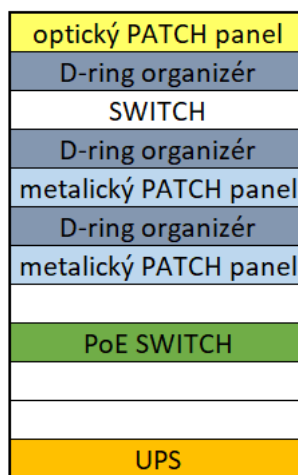 optický PATCH panel
D-ring organizér
SWITCH
D-ring organizér
metalický PATCH panel
D-ring organizér
metalický PATCH panel
PoE SWITCH
UPS